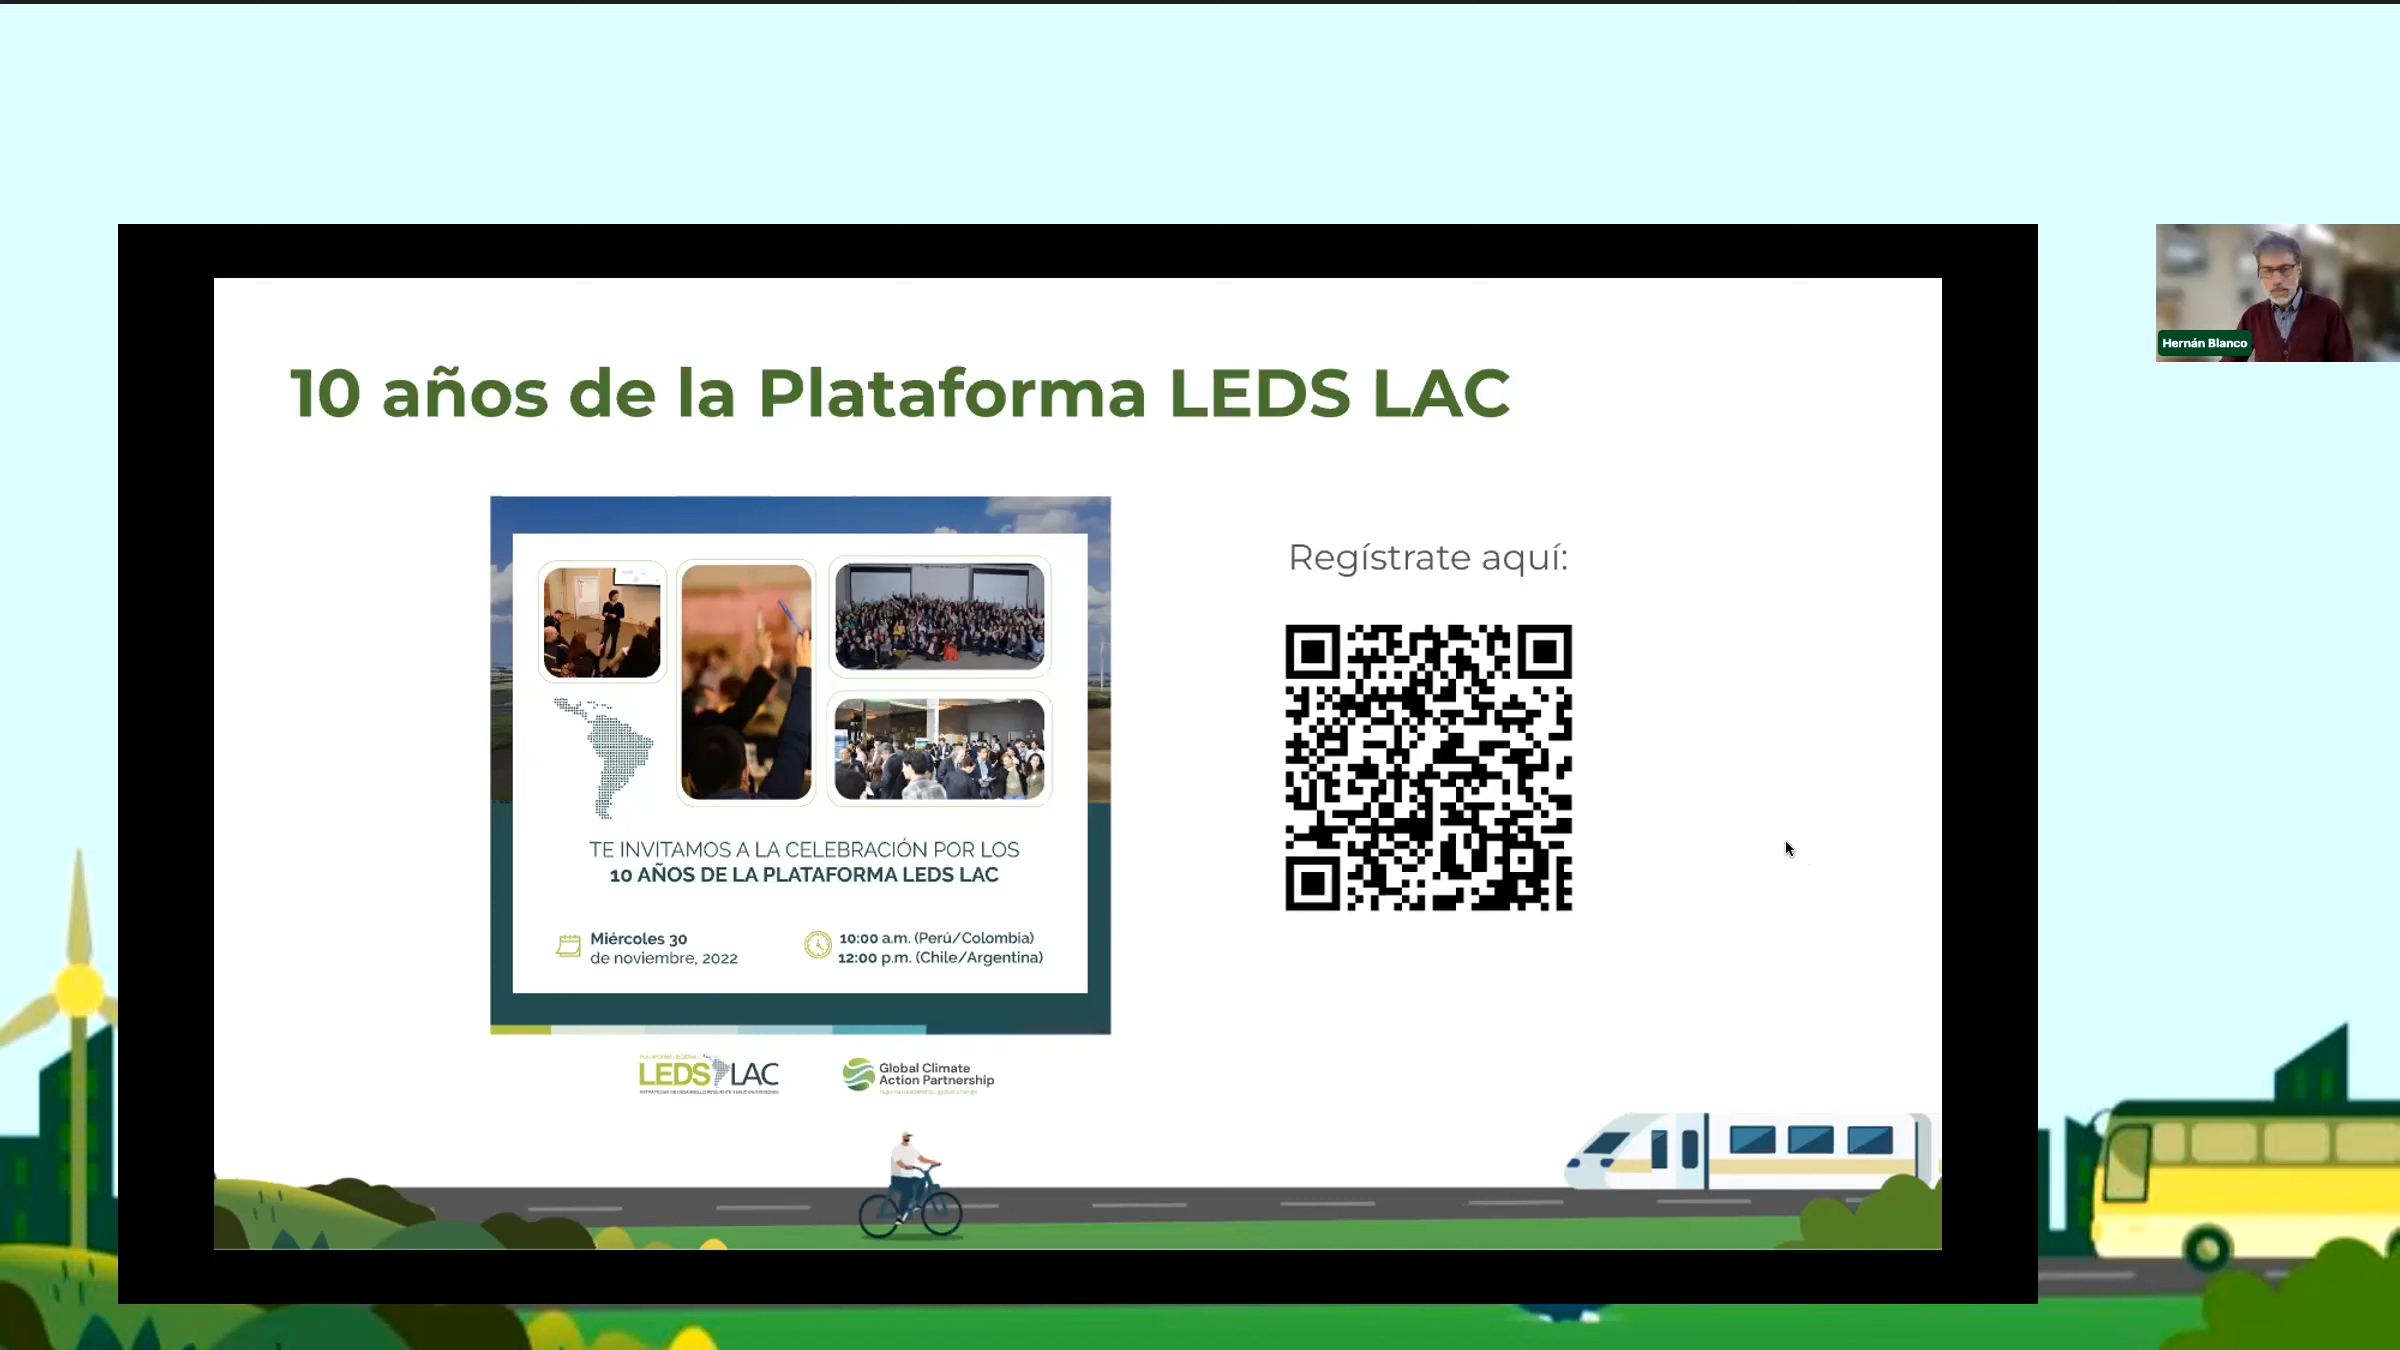 10 años de la Plataforma LEDS LAC
Hernán Blanco
Regístrate aquí:
TE INVITAMOS A LA CELEBRACIÓN POR LOS
10 AÑOS DE LA PLATAFORMA LEDS LAC
Miércoles 30
de noviembre, 2022
10:00 a.m. (Perú/Colombia)
12:00 p.m. (Chile/Argentina)
LEDS LAC
Global Climate
Action Partnership